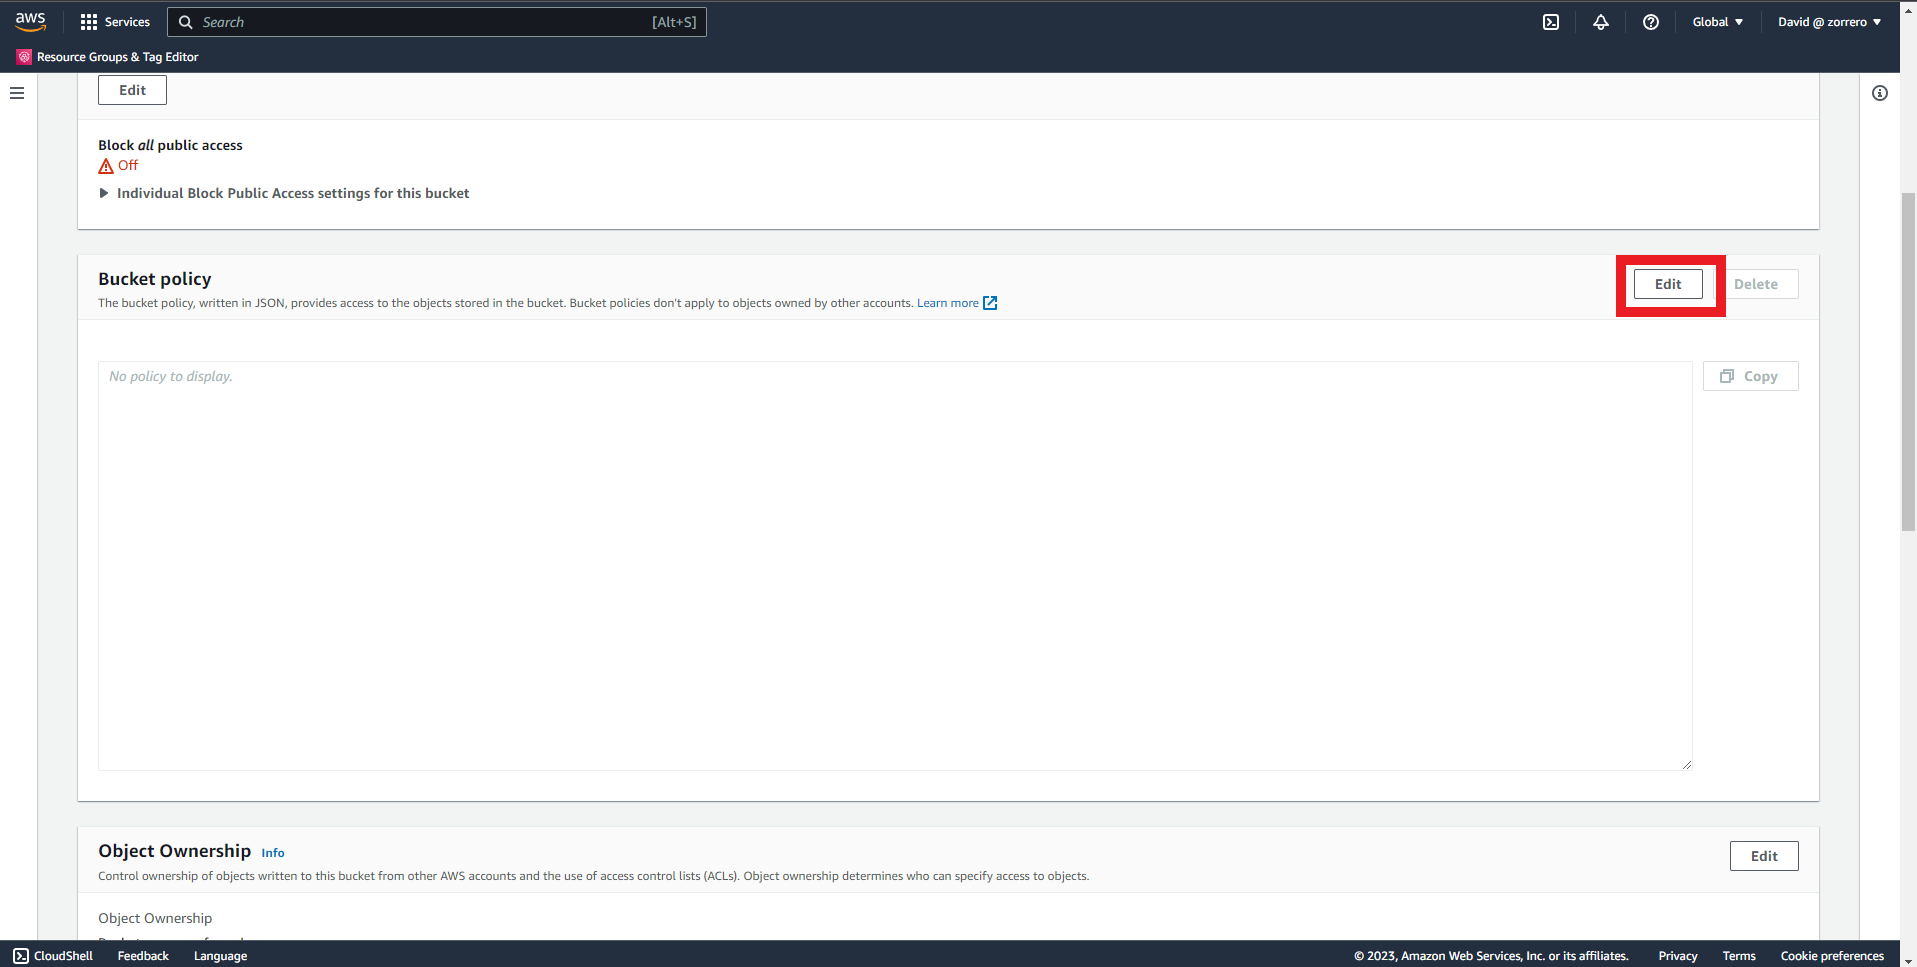 aws
Services
Search
[Alt+S]
Global
David @ zorrero
Resource Groups & Tag Editor
Edit
Block all public access
Off
Individual Block Public Access settings for this bucket
Bucket policy
Edit
Delete
The bucket policy, written in JSON, provides access to the objects stored in the bucket. Bucket policies don't apply to objects owned by other accounts. Learn more
No policy to display.
Copy
Object Ownership Info
Edit
Control ownership of objects written to this bucket from other AWS accounts and the use of access control lists (ACLs). Object ownership determines who can specify access to objects.
Object Ownership
CloudShell
Feedback
Language
© 2023, Amazon Web Services, Inc. or its affiliates.
Privacy
Terms
Cookie preferences